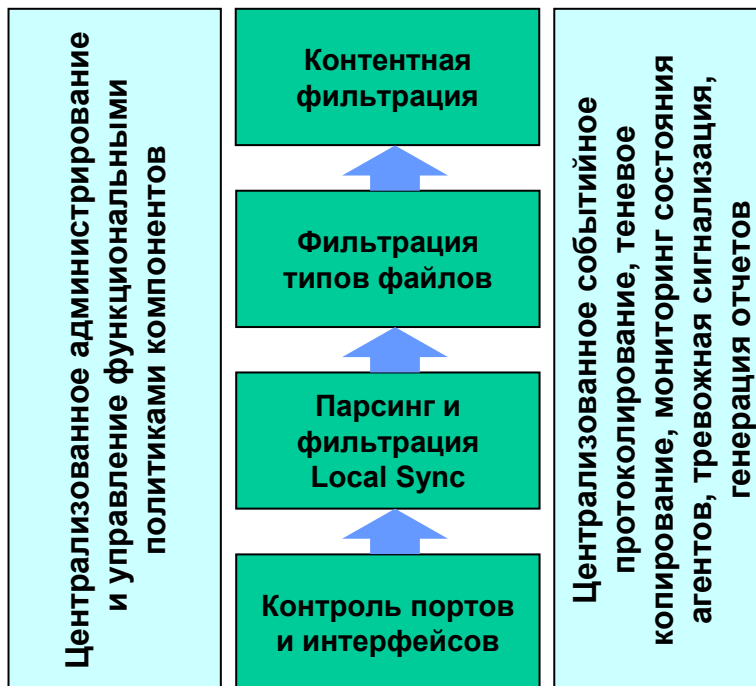 Централизованное администрирование
и управление функциональными
политиками компонентов
Контентная
фильтрация
Фильтрация
типов файлов
Парсинг и
фильтрация
Local Sync
Контроль портов
и интерфейсов
Централизованное событийное
протоколирование, теневое
копирование, мониторинг состояния
агентов, тревожная сигнализация,
генерация отчетов